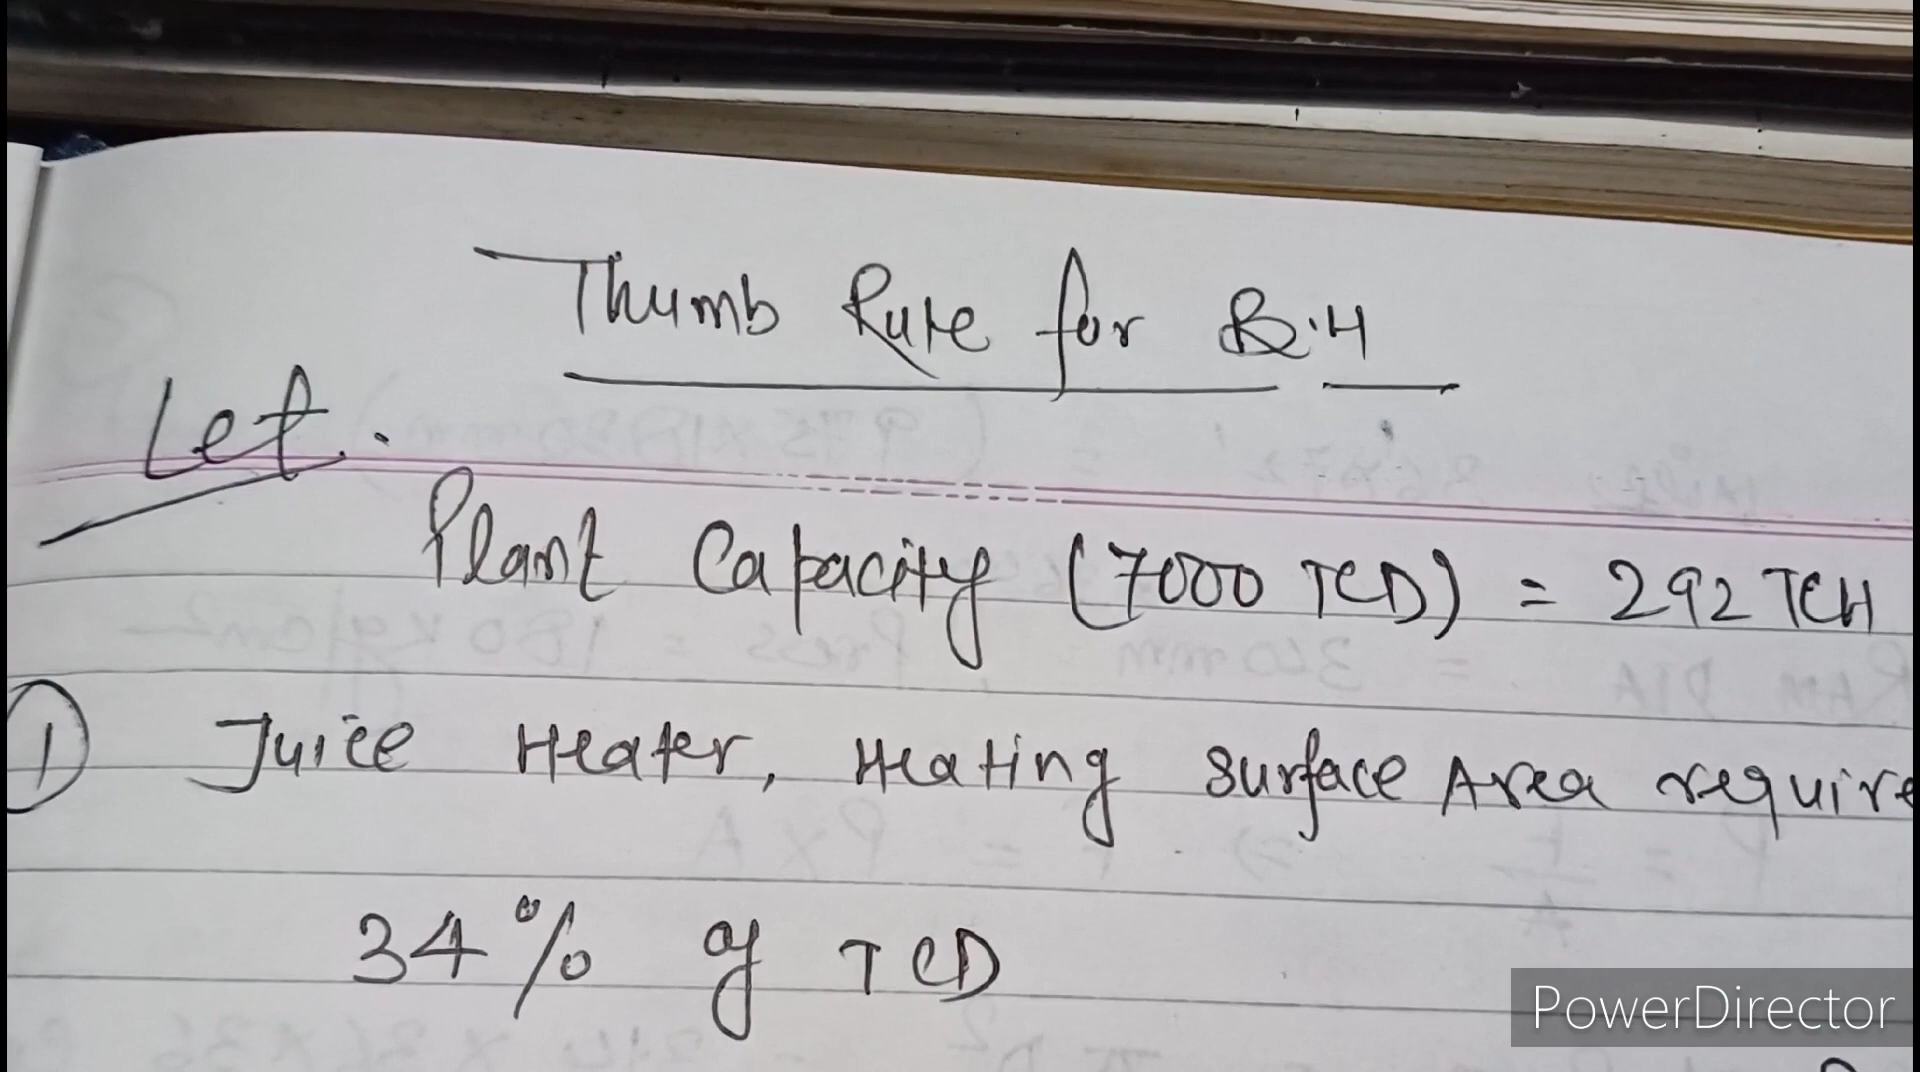 Thumb Rule for B.H
Let.
Plant Capacity (7000 TCD) = 292 TCH
① Juice Heater, Heating surface Area require
34% of TCD
PowerDirector